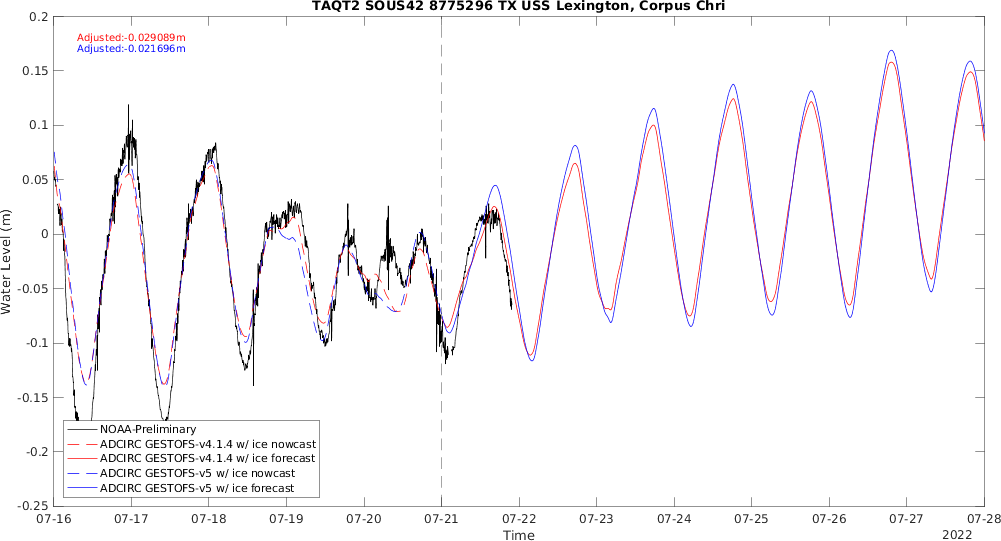 TAQT2 SOUS42 8775296 TX USS Lexington, Corpus Chri
Adjusted:-0.029089m
Adjusted:-0.021696m
Water Level (m)
0.2
0.15
0.1
0.05
0
-0.05
-0.1
-0.15
-0.2
-0.25
NOAA-Preliminary
ADCIRC GESTOFS-v4.1.4 w/ ice nowcast
ADCIRC GESTOFS-v4.1.4 w/ ice forecast
ADCIRC GESTOFS-v5 w/ ice nowcast
ADCIRC GESTOFS-v5 w/ ice forecast
07-16 07-17 07-18 07-19 07-20 07-21 07-22 07-23 07-24 07-25 07-26 07-27 07-28
Time
2022